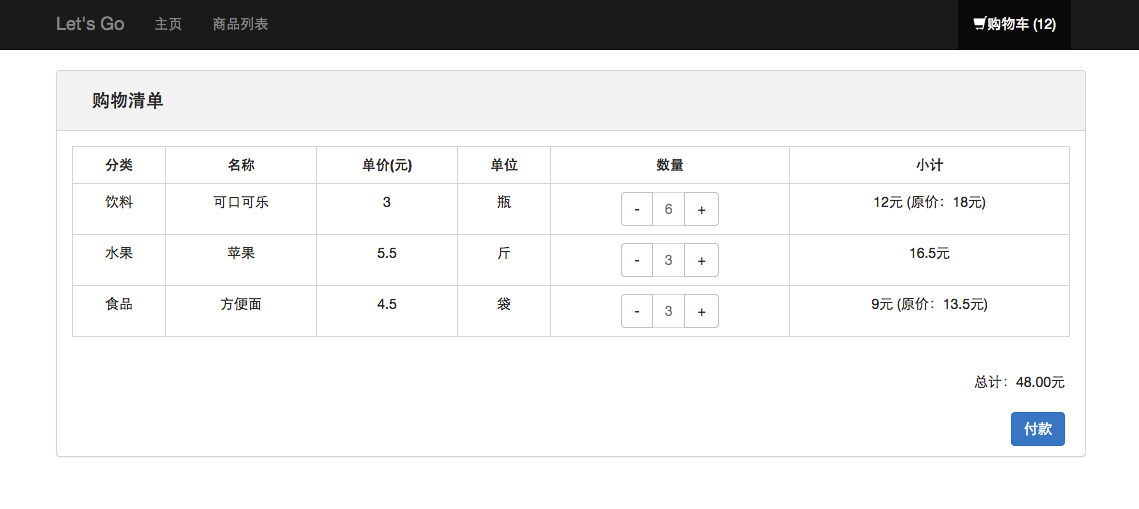 Let's Go 主页 商品列表 购物车 (12)
购物清单
分类 名称 单价(元) 单位 数量 小计
饮料 可口可乐 3 瓶 - 6 + 12元 (原价：18元)
水果 苹果 5.5 斤 - 3 + 16.5元
食品 方便面 4.5 袋 - 3 + 9元 (原价：13.5元)
总计：48.00元
付款